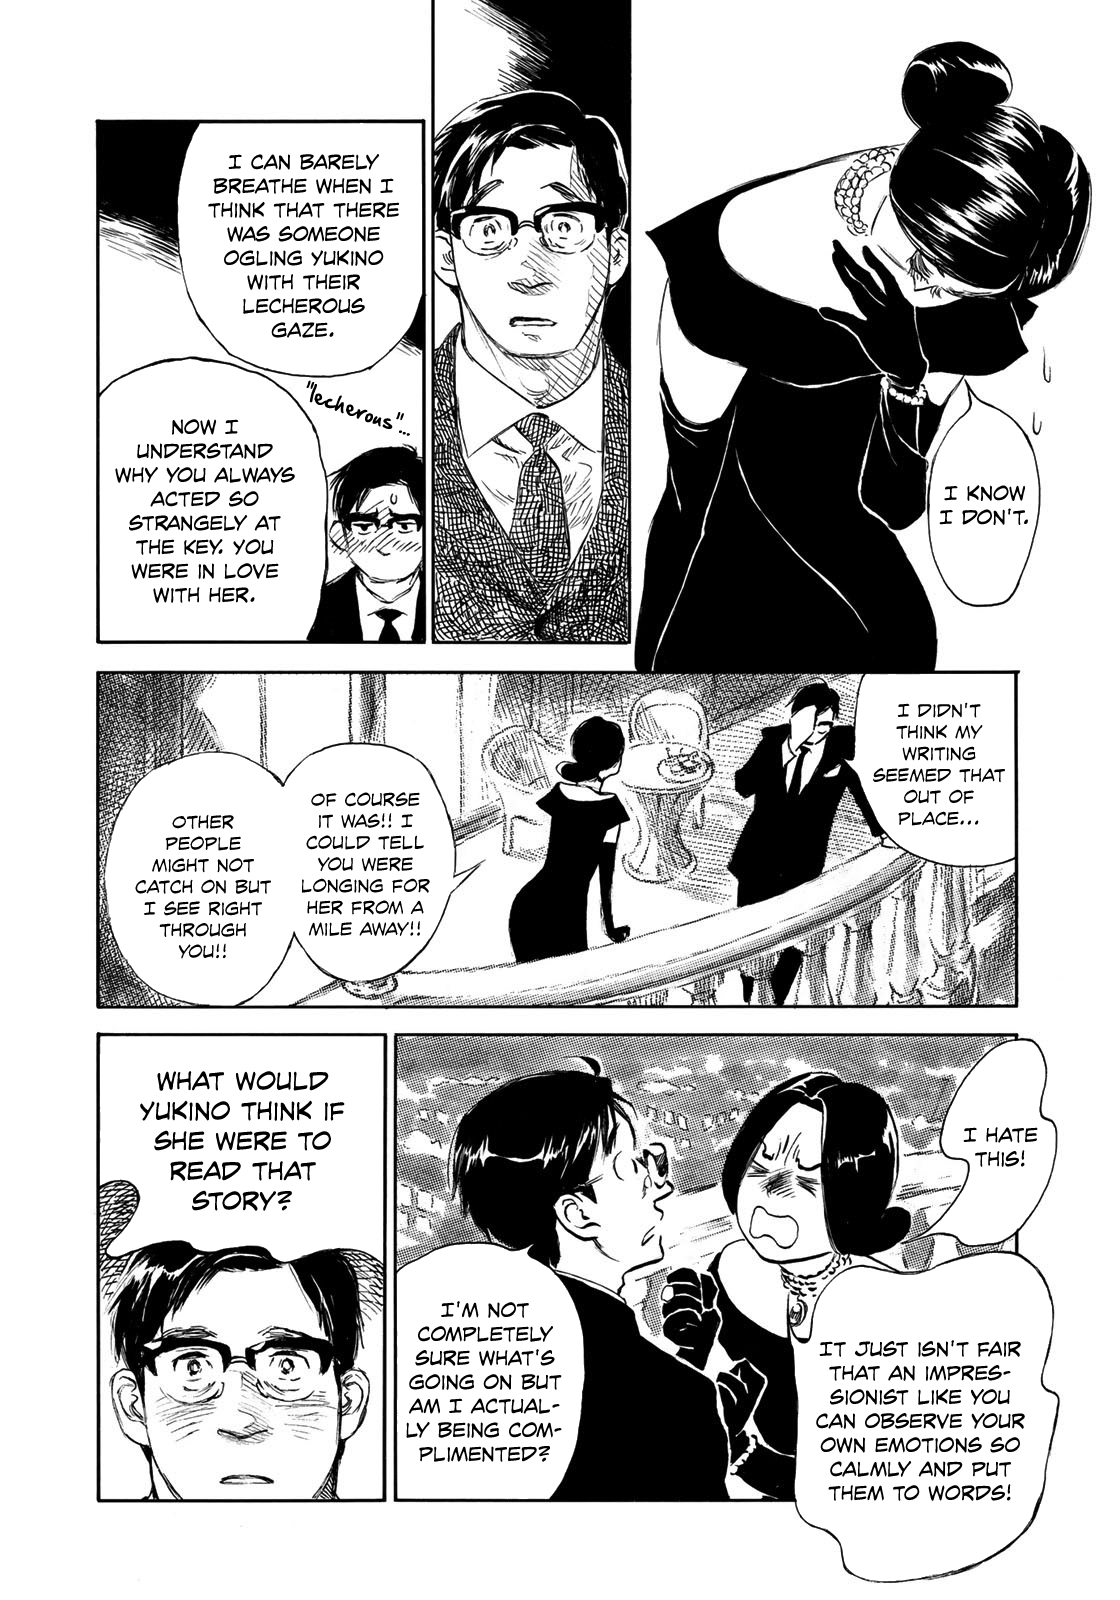 I KNOW
I DON'T.
I CAN BARELY
BREATHE WHEN I
THINK THAT THERE
WAS SOMEONE
OGLING YUKINO
WITH THEIR
LECHEROUS
GAZE.
"lecherous"...
NOW I
UNDERSTAND
WHY YOU ALWAYS
ACTED SO
STRANGELY AT
THE KEY. YOU
WERE IN LOVE
WITH HER.
I DIDN'T
THINK MY
WRITING
SEEMED THAT
OUT OF
PLACE...
OF COURSE
IT WAS!! I
COULD TELL
YOU WERE
LONGING FOR
HER FROM A
MILE AWAY!!
OTHER
PEOPLE
MIGHT NOT
CATCH ON BUT
I SEE RIGHT
THROUGH
YOU!!
I HATE
THIS!
IT JUST ISN'T FAIR
THAT AN IMPRES-
SIONIST LIKE YOU
CAN OBSERVE YOUR
OWN EMOTIONS SO
CALMLY AND PUT
THEM TO WORDS!
I'M NOT
COMPLETELY
SURE WHAT'S
GOING ON BUT
AM I ACTUAL-
LY BEING COM-
PLIMENTED?
WHAT WOULD
YUKINO THINK IF
SHE WERE TO
READ THAT
STORY?